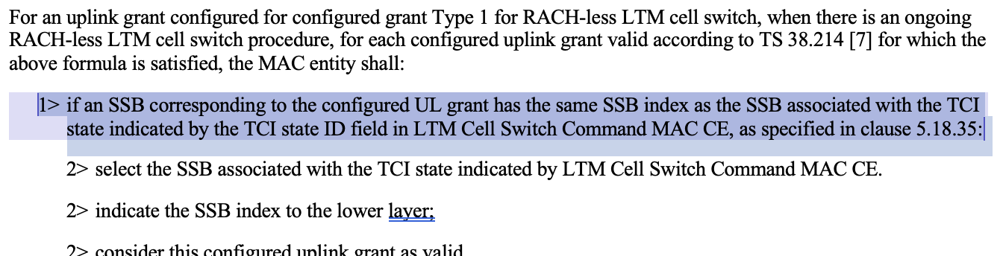 For an uplink grant configured for configured grant Type 1 for RACH-less LTM cell switch, when there is an ongoing
RACH-less LTM cell switch procedure, for each configured uplink grant valid according to TS 38.214 [7] for which the
above formula is satisfied, the MAC entity shall:
1> if an SSB corresponding to the configured UL grant has the same SSB index as the SSB associated with the TCI
state indicated by the TCI state ID field in LTM Cell Switch Command MAC CE, as specified in clause 5.18.35:
2> select the SSB associated with the TCI state indicated by LTM Cell Switch Command MAC CE.
2> indicate the SSB index to the lower layer;
2> consider this configured uplink grant as valid